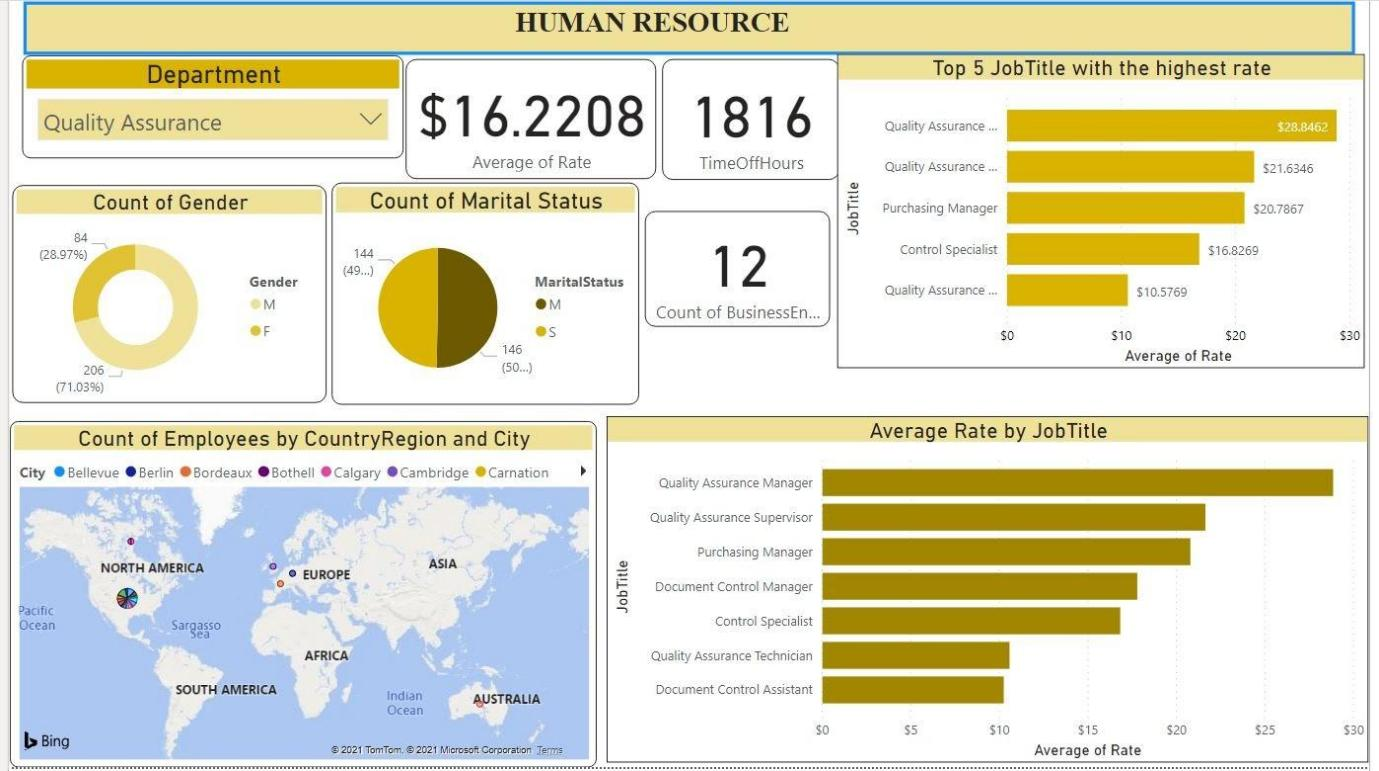 HUMAN RESOURCE
Department
Quality Assurance
$16.2208
Average of Rate
1816
TimeOffHours
Top 5 JobTitle with the highest rate
JobTitle
Quality Assurance ...
$28.8462
Quality Assurance ...
$21.6346
Purchasing Manager
$20.7867
Control Specialist
$16.8269
Quality Assurance ...
$10.5769
$0 $10 $20 $30
Average of Rate
Count of Gender
84
(28.97%)
206
(71.03%)
Gender
M
F
Count of Marital Status
144
(49...)
146
(50...)
MaritalStatus
M
S
12
Count of BusinessEn...
Count of Employees by CountryRegion and City
City Bellevue Berlin Bordeaux Bothell Calgary Cambridge Carnation
NORTH AMERICA
EUROPE
ASIA
Pacific
Ocean
Sargasso
Sea
AFRICA
SOUTH AMERICA
Indian
Ocean
AUSTRALIA
Bing
© 2021 TomTom, © 2021 Microsoft Corporation Terms
Average Rate by JobTitle
JobTitle
Quality Assurance Manager
Quality Assurance Supervisor
Purchasing Manager
Document Control Manager
Control Specialist
Quality Assurance Technician
Document Control Assistant
$0 $5 $10 $15 $20 $25 $30
Average of Rate